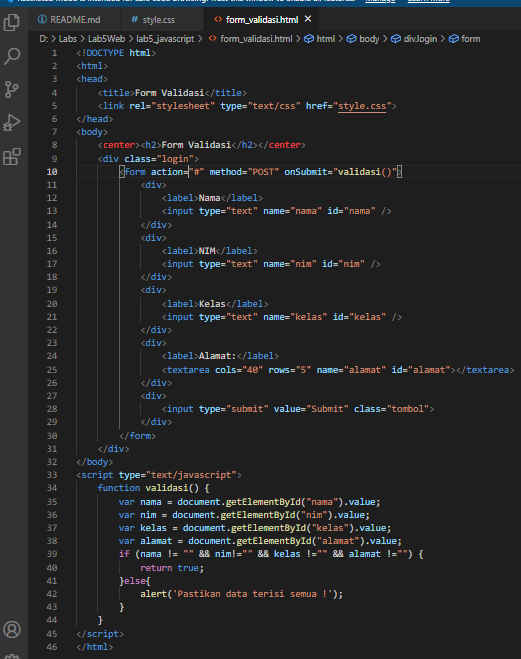 README.md # style.css form_validasi.html
D: > Labs > Lab5Web > lab5_javascript > form_validasi.html > html > body > div.login > form
1 <!DOCTYPE html>
2 <html>
3 <head>
4 <title>Form Validasi</title>
5 <link rel="stylesheet" type="text/css" href="style.css">
6 </head>
7 <body>
8 <center><h2>Form Validasi</h2></center>
9 <div class="login">
10 <form action="#" method="POST" onSubmit="validasi()">
11 <div>
12 <label>Nama</label>
13 <input type="text" name="nama" id="nama" />
14 </div>
15 <div>
16 <label>NIM</label>
17 <input type="text" name="nim" id="nim" />
18 </div>
19 <div>
20 <label>Kelas</label>
21 <input type="text" name="kelas" id="kelas" />
22 </div>
23 <div>
24 <label>Alamat:</label>
25 <textarea cols="40" rows="5" name="alamat" id="alamat"></textarea>
26 </div>
27 <div>
28 <input type="submit" value="Submit" class="tombol">
29 </div>
30 </form>
31 </div>
32 </body>
33 <script type="text/javascript">
34 function validasi() {
35 var nama = document.getElementById("nama").value;
36 var nim = document.getElementById("nim").value;
37 var kelas = document.getElementById("kelas").value;
38 var alamat = document.getElementById("alamat").value;
39 if (nama != "" && nim!="" && kelas !="" && alamat !="") {
40 return true;
41 }else{
42 alert('Pastikan data terisi semua !');
43 }
44 }
45 </script>
46 </html>